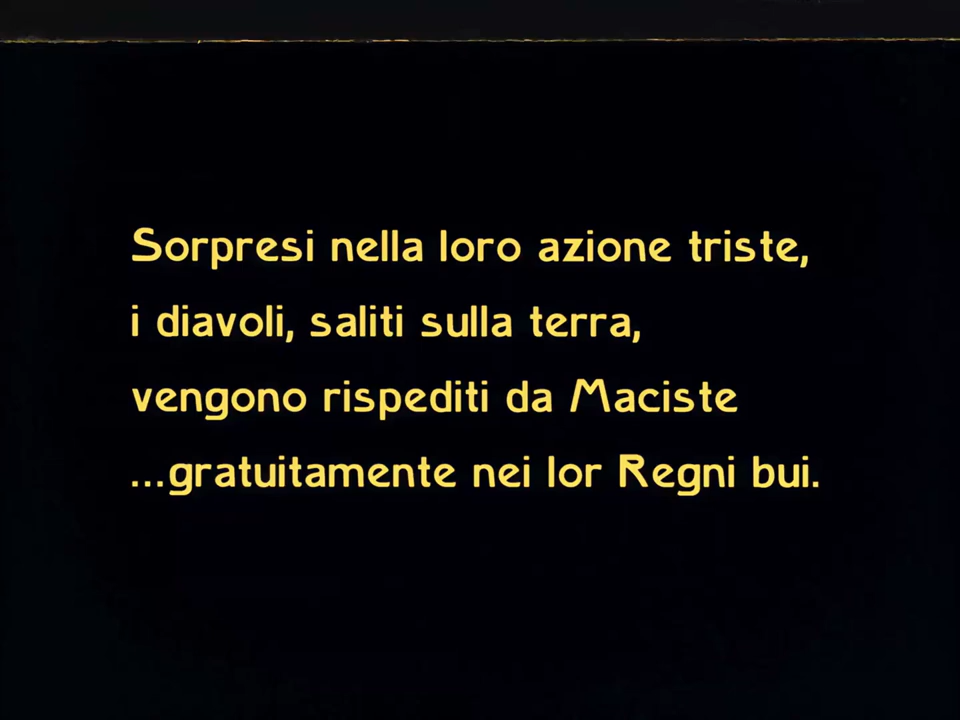 Sorpresi nella loro azione triste,
i diavoli, saliti sulla terra,
vengono rispediti da Maciste
...gratuitamente nei lor Regni bui.